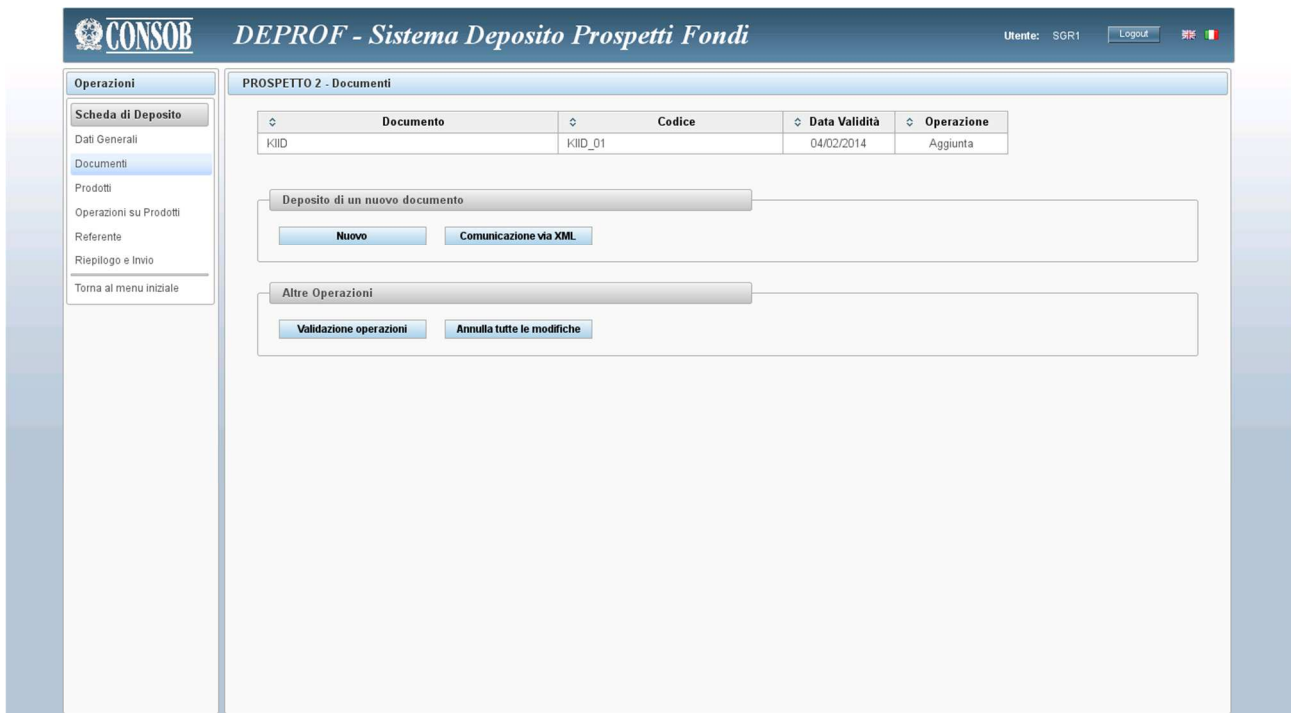 CONSOB DEPROF - Sistema Deposito Prospetti Fondi Utente: SGR1 Logout
Operazioni
Scheda di Deposito
Dati Generali
Documenti
Prodotti
Operazioni su Prodotti
Referente
Riepilogo e Invio
Torna al menu iniziale
PROSPETTO 2 - Documenti
Documento Codice Data Validità Operazione
KIID KIID_01 04/02/2014 Aggiunta
Deposito di un nuovo documento
Nuovo Comunicazione via XML
Altre Operazioni
Validazione operazioni Annulla tutte le modifiche